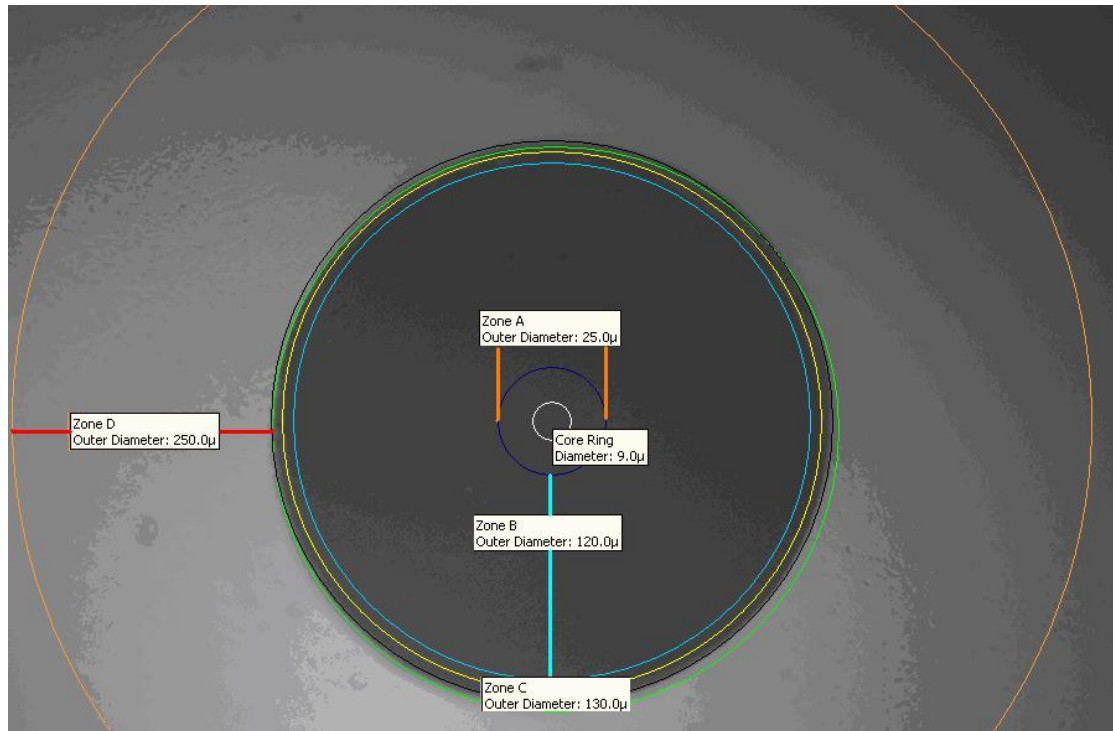 Zone A
Outer Diameter: 25.0µ
Zone D
Outer Diameter: 250.0µ
Core Ring
Diameter: 9.0µ
Zone B
Outer Diameter: 120.0µ
Zone C
Outer Diameter: 130.0µ